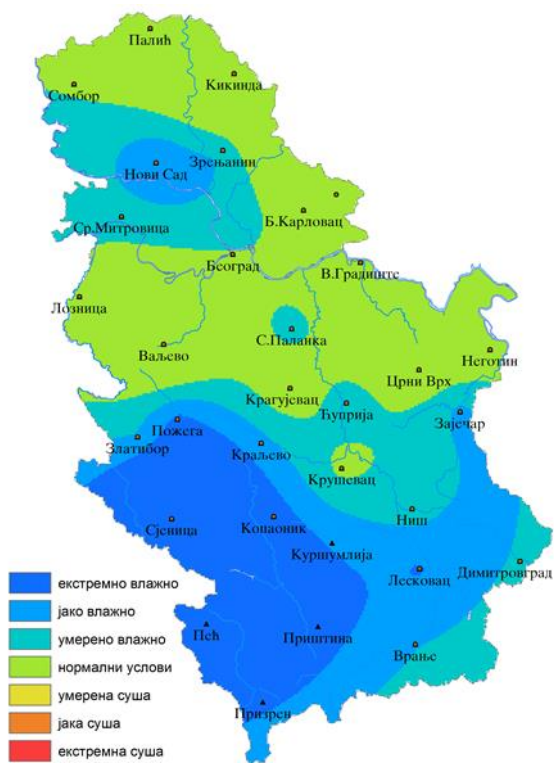 Палић
Кикинда
Сомбор
Зрењанин
Нови Сад
Б.Карловац
Ср.Митровица
Београд
В.Градиште
Лозница
С.Паланка
Ваљево
Неготин
Црни Врх
Крагујевац
Ћуприја
Зајечар
Пожега
Златибор
Краљево
Крушевац
Ниш
Сјеница
Копаоник
Куршумлија
Лесковац
Димитровград
Пећ
Приштина
Врање
Призрен
екстремно влажно
јако влажно
умерено влажно
нормални услови
умерена суша
јака суша
екстремна суша